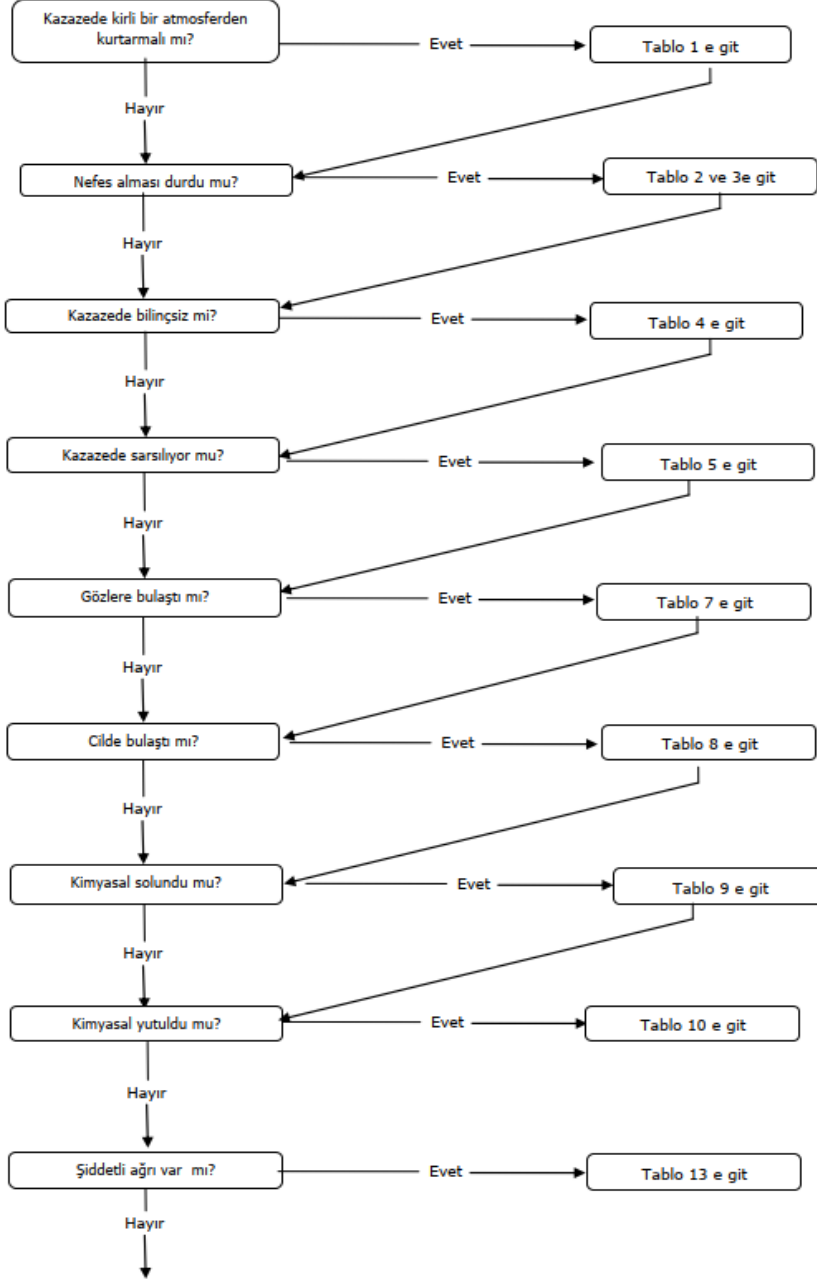 Kazazede kirli bir atmosferden
kurtarmalı mı?
Evet
Tablo 1 e git
Hayır
Nefes alması durdu mu?
Evet
Tablo 2 ve 3e git
Hayır
Kazazede bilinçsiz mi?
Evet
Tablo 4 e git
Hayır
Kazazede sarsılıyor mu?
Evet
Tablo 5 e git
Hayır
Gözlere bulaştı mı?
Evet
Tablo 7 e git
Hayır
Cilde bulaştı mı?
Evet
Tablo 8 e git
Hayır
Kimyasal solundu mu?
Evet
Tablo 9 e git
Hayır
Kimyasal yutuldu mu?
Evet
Tablo 10 e git
Hayır
Şiddetli ağrı var mı?
Evet
Tablo 13 e git
Hayır